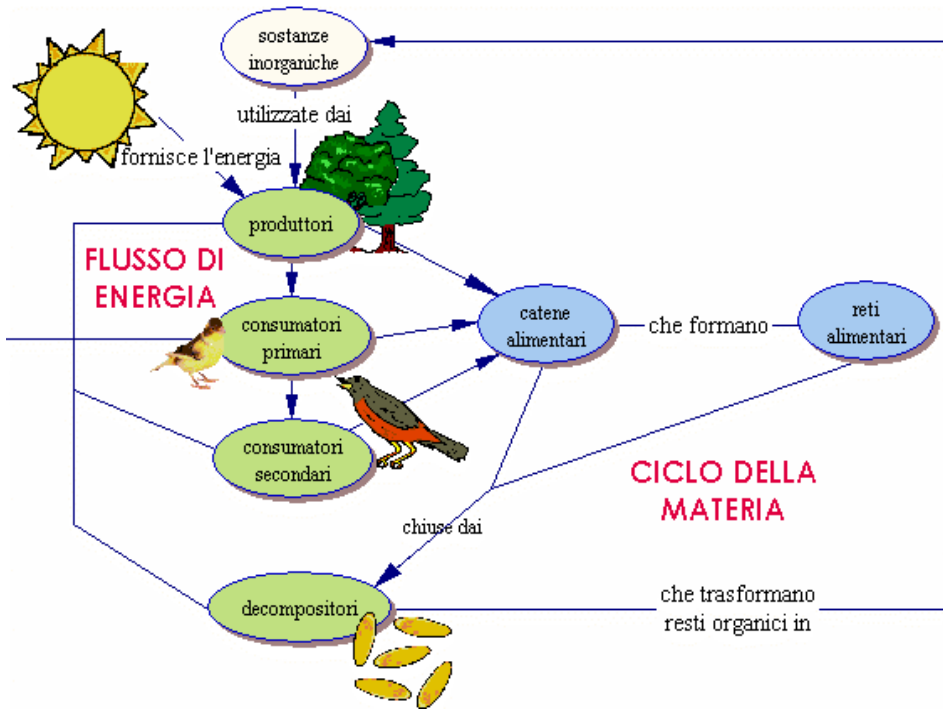 sostanze
inorganiche
utilizzate dai
fornisce l'energia
produttori
FLUSSO DI
ENERGIA
consumatori
primari
catene
alimentari
che formano
reti
alimentari
consumatori
secondari
CICLO DELLA
MATERIA
chiuse dai
decompositori
che trasformano
resti organici in